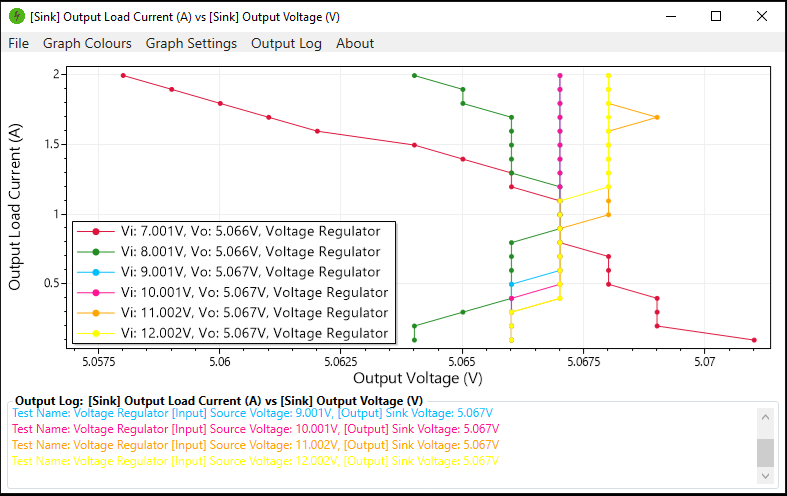 [Sink] Output Load Current (A) vs [Sink] Output Voltage (V)
File Graph Colours Graph Settings Output Log About
Output Load Current (A)
2
1.5
1
0.5
Vi: 7.001V, Vo: 5.066V, Voltage Regulator
Vi: 8.001V, Vo: 5.066V, Voltage Regulator
Vi: 9.001V, Vo: 5.067V, Voltage Regulator
Vi: 10.001V, Vo: 5.067V, Voltage Regulator
Vi: 11.002V, Vo: 5.067V, Voltage Regulator
Vi: 12.002V, Vo: 5.067V, Voltage Regulator
5.0575 5.06 5.0625 5.065 5.0675 5.07
Output Voltage (V)
Output Log: [Sink] Output Load Current (A) vs [Sink] Output Voltage (V)
Test Name: Voltage Regulator [Input] Source Voltage: 9.001V, [Output] Sink Voltage: 5.067V
Test Name: Voltage Regulator [Input] Source Voltage: 10.001V, [Output] Sink Voltage: 5.067V
Test Name: Voltage Regulator [Input] Source Voltage: 11.002V, [Output] Sink Voltage: 5.067V
Test Name: Voltage Regulator [Input] Source Voltage: 12.002V, [Output] Sink Voltage: 5.067V